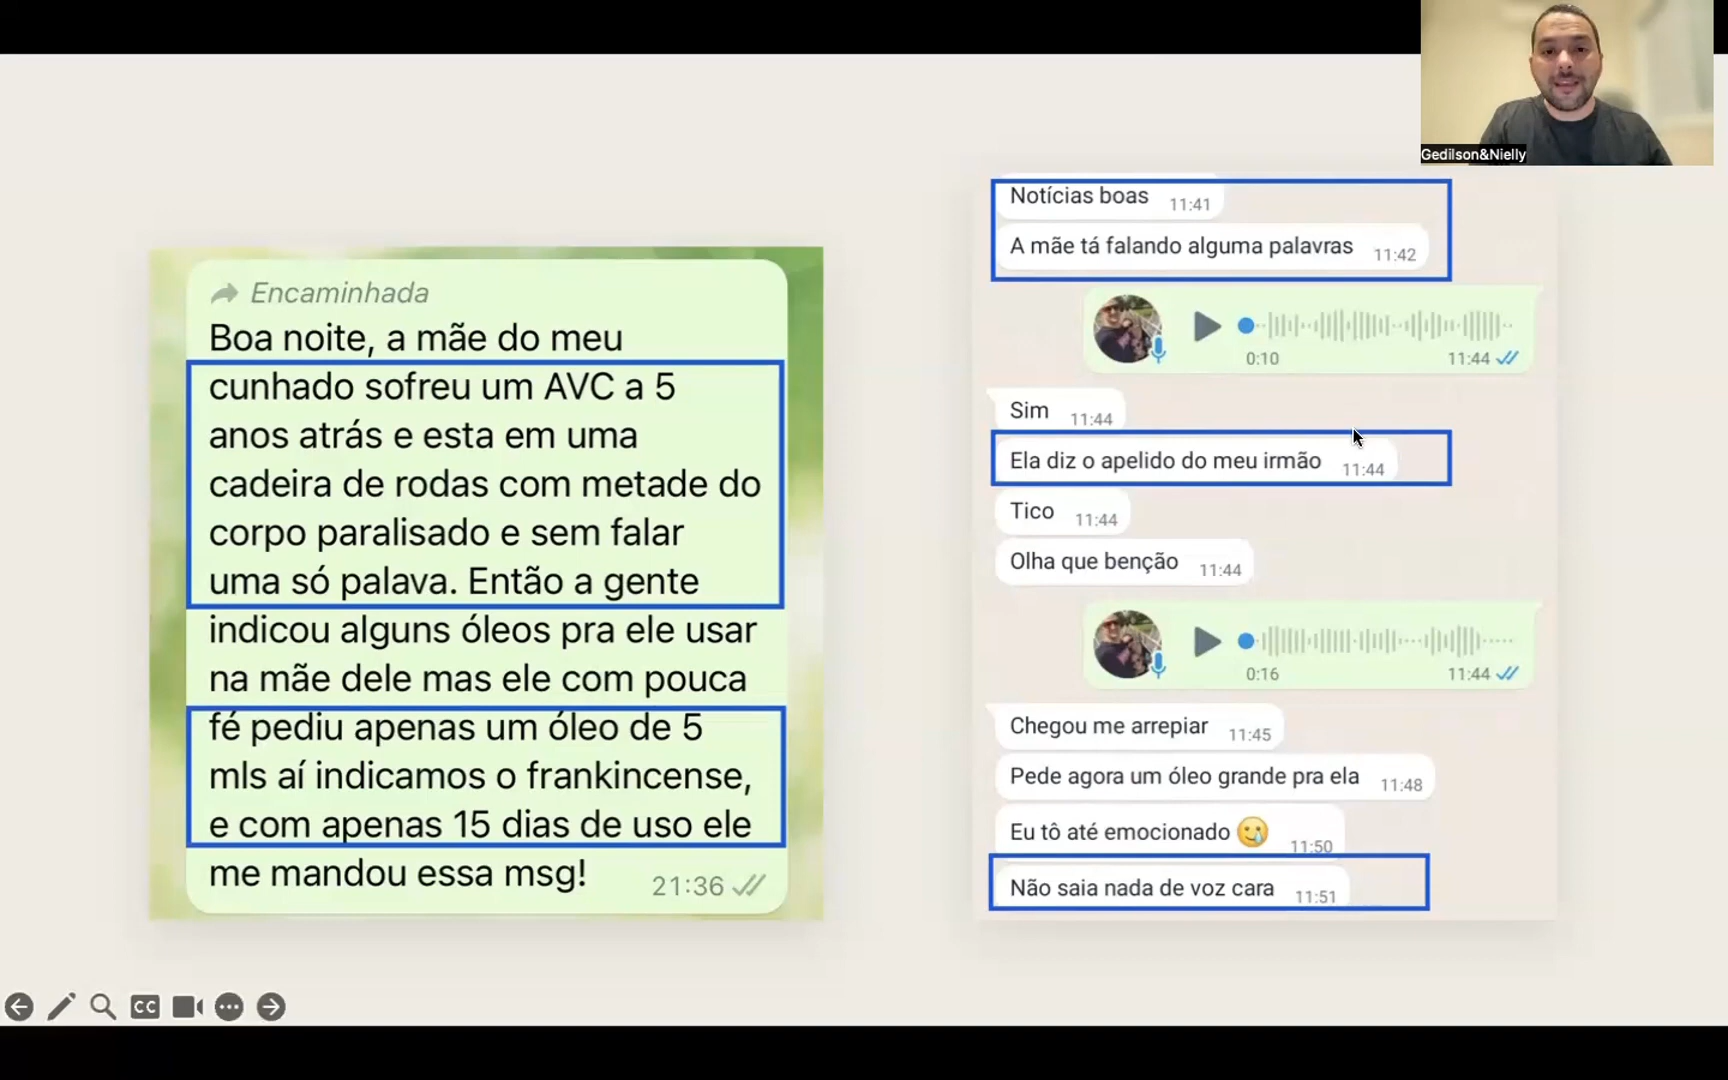 Gedilson&Nielly
Encaminhada
Boa noite, a mãe do meu
cunhado sofreu um AVC a 5
anos atrás e esta em uma
cadeira de rodas com metade do
corpo paralisado e sem falar
uma só palava. Então a gente
indicou alguns óleos pra ele usar
na mãe dele mas ele com pouca
fé pediu apenas um óleo de 5
mls aí indicamos o frankincense,
e com apenas 15 dias de uso ele
me mandou essa msg!
21:36
Notícias boas 11:41
A mãe tá falando alguma palavras 11:42
0:10 11:44
Sim 11:44
Ela diz o apelido do meu irmão 11:44
Tico 11:44
Olha que benção 11:44
0:16 11:44
Chegou me arrepiar 11:45
Pede agora um óleo grande pra ela 11:48
Eu tô até emocionado 🥲 11:50
Não saia nada de voz cara 11:51
CC